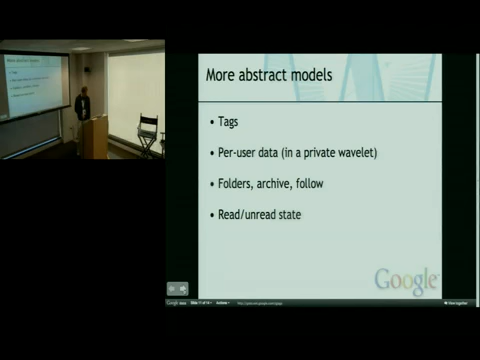 More abstract models
• Tags
• Per-user data (in a private wavelet)
• Folders, archive, follow
• Read/unread state
Google